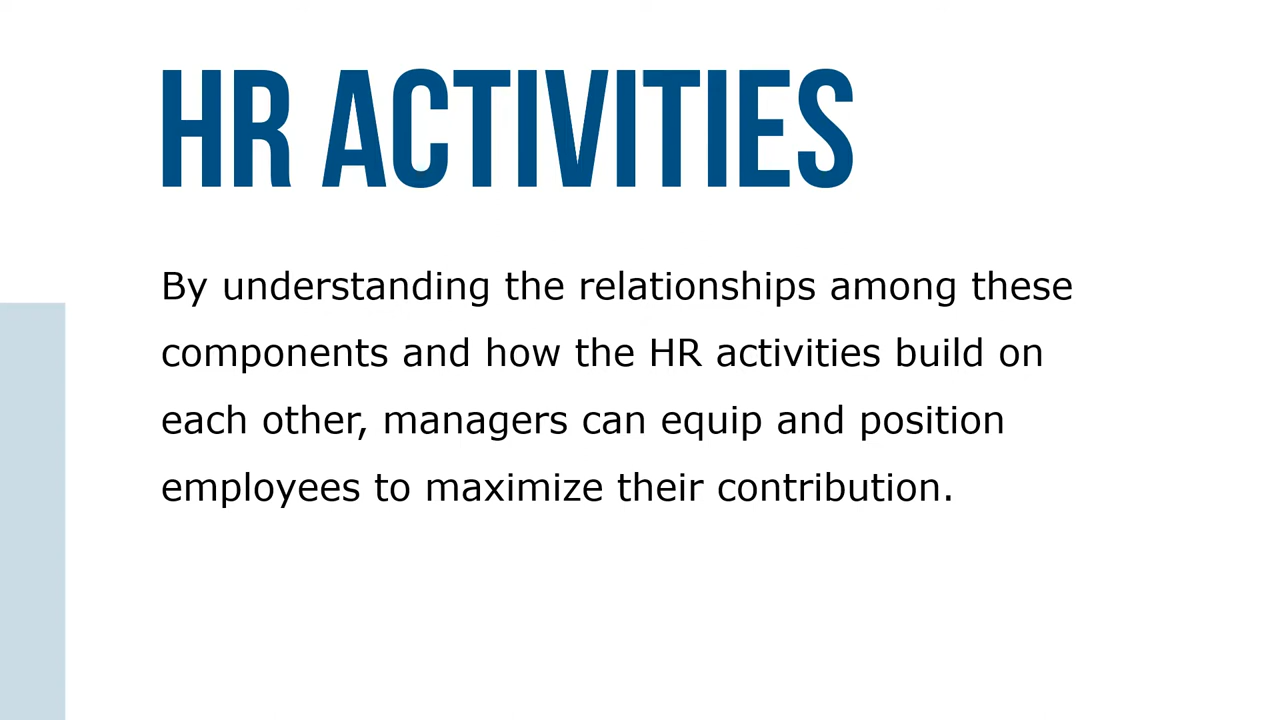 HR ACTIVITIES
By understanding the relationships among these
components and how the HR activities build on
each other, managers can equip and position
employees to maximize their contribution.